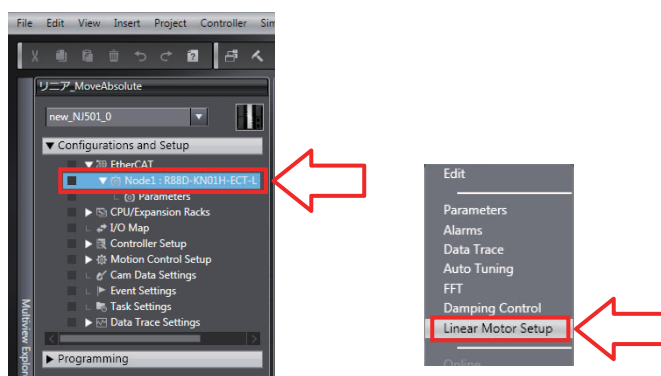 File Edit View Insert Project Controller
リニア_MoveAbsolute
new_NJ501_0
Configurations and Setup
EtherCAT
Node1 : R88D-KN01H-ECT-L
Parameters
CPU/Expansion Racks
I/O Map
Controller Setup
Motion Control Setup
Cam Data Settings
Event Settings
Task Settings
Data Trace Settings
Programming
Multiview
Edit
Parameters
Alarms
Data Trace
Auto Tuning
FFT
Damping Control
Linear Motor Setup
Online